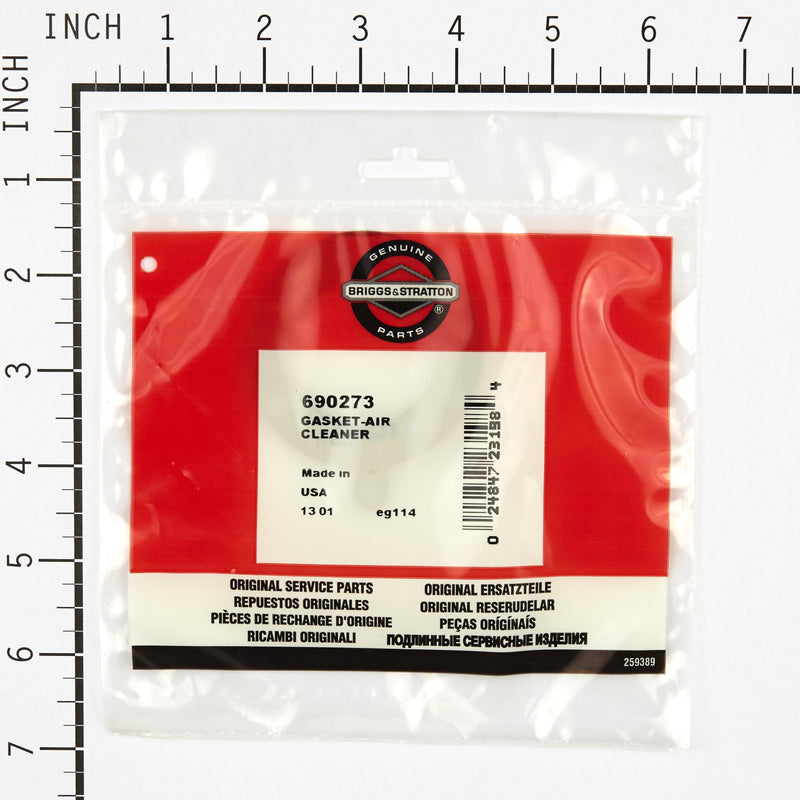 INCH 1 2 3 4 5 6 7
INCH
1
2
3
4
5
6
7
GENUINE
BRIGGS&STRATTON
®
PARTS
690273
GASKET-AIR
CLEANER
Made in
USA
13 01 eg114
0 24847 23158 4
ORIGINAL SERVICE PARTS
REPUESTOS ORIGINALES
PIÈCES DE RECHANGE D'ORIGINE
RICAMBI ORIGINALI
ORIGINAL ERSATZTEILE
ORIGINAL RESERUDELAR
PEÇAS ORIGÍNAÍS
ПОДЛИННЫЕ СЕРВИСНЫЕ ИЗДЕЛИЯ
259389